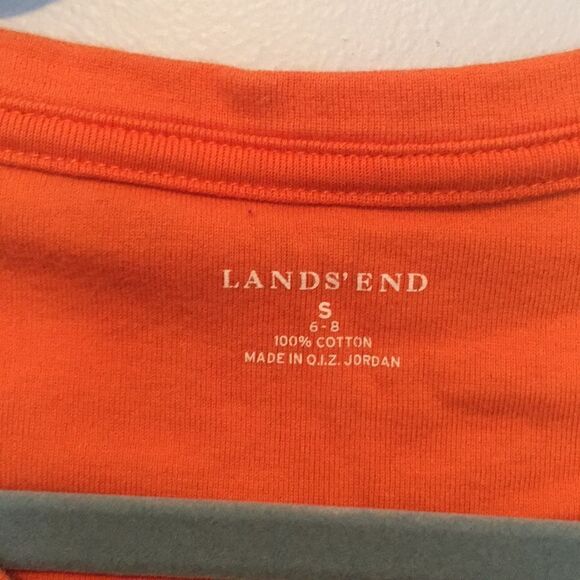 LANDS' END
S
6-8
100% COTTON
MADE IN Q.I.Z. JORDAN